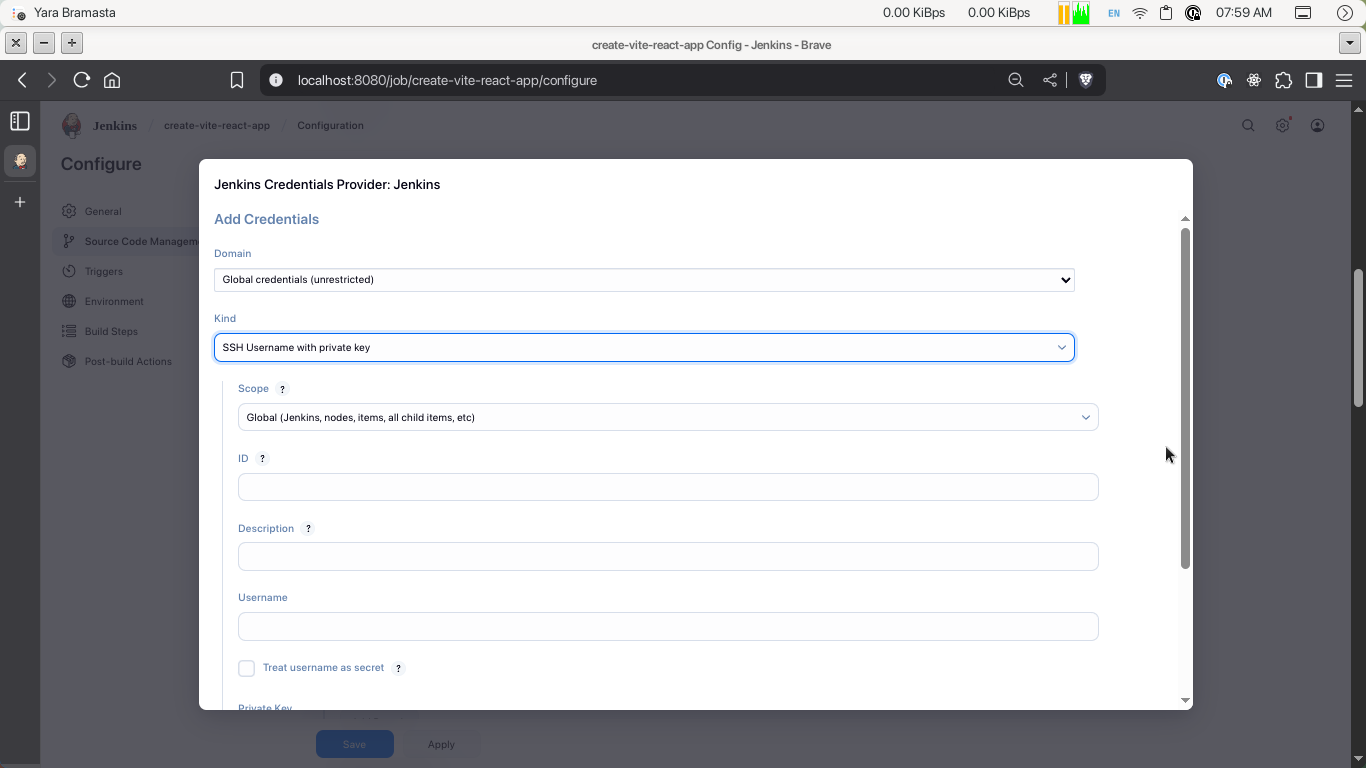 Yara Bramasta 0.00 KiBps 0.00 KiBps EN 07:59 AM
create-vite-react-app Config - Jenkins - Brave
localhost:8080/job/create-vite-react-app/configure
Jenkins / create-vite-react-app / Configuration
Configure
General
Source Code Managem
Triggers
Environment
Build Steps
Post-build Actions
Jenkins Credentials Provider: Jenkins
Add Credentials
Domain
Global credentials (unrestricted)
Kind
SSH Username with private key
Scope ?
Global (Jenkins, nodes, items, all child items, etc)
ID ?
Description ?
Username
Treat username as secret ?
Private Key
Save Apply